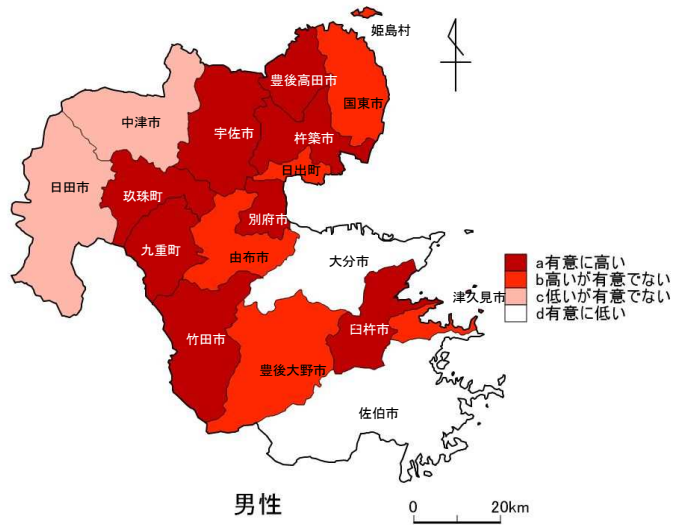 姫島村
豊後高田市
国東市
中津市
宇佐市
杵築市
日出町
日田市
玖珠町
別府市
九重町
由布市
大分市
a有意に高い
b高いが有意でない
c低いが有意でない
d有意に低い
津久見市
臼杵市
竹田市
豊後大野市
佐伯市
男性
0 20km